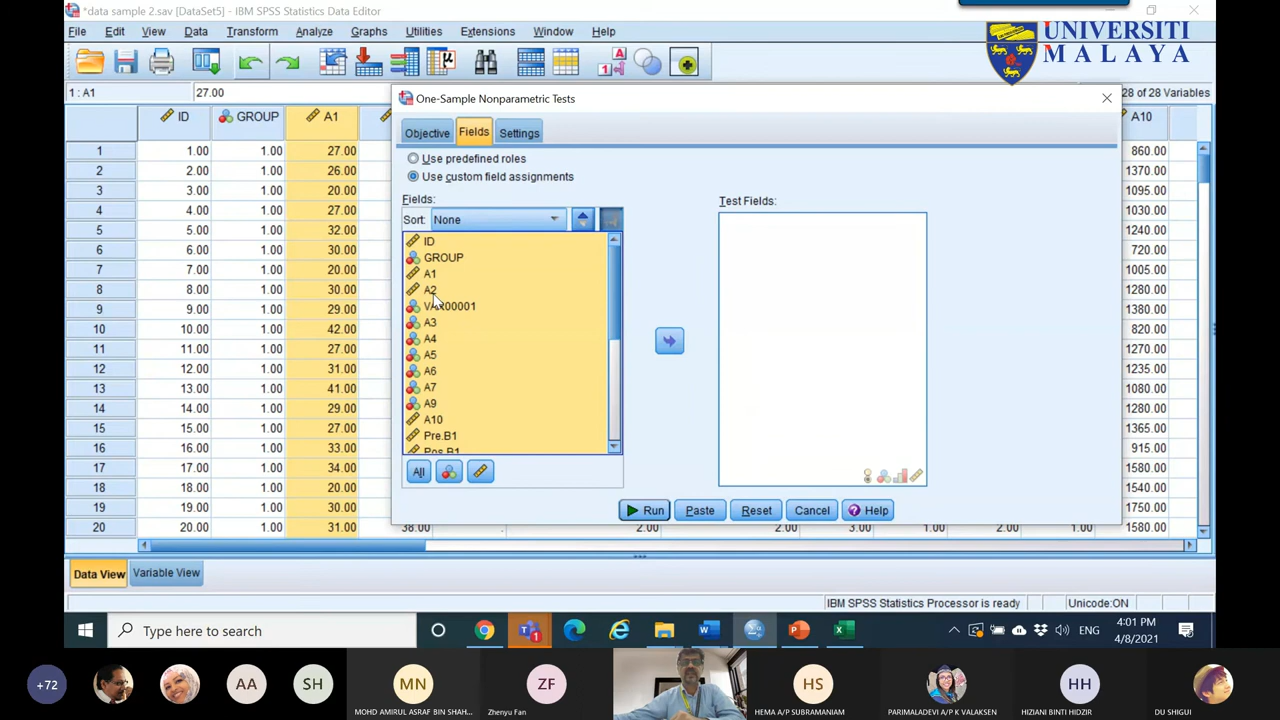 *data sample 2.sav [DataSet5] - IBM SPSS Statistics Data Editor
File Edit View Data Transform Analyze Graphs Utilities Extensions Window Help
UNIVERSITI
MALAYA
1 : A1 27.00 28 of 28 Variables
ID GROUP A1 A10
1 1.00 1.00 27.00 860.00
2 2.00 1.00 26.00 1370.00
3 3.00 1.00 20.00 1095.00
4 4.00 1.00 27.00 1030.00
5 5.00 1.00 32.00 1240.00
6 6.00 1.00 30.00 720.00
7 7.00 1.00 20.00 1005.00
8 8.00 1.00 30.00 1280.00
9 9.00 1.00 29.00 1380.00
10 10.00 1.00 42.00 820.00
11 11.00 1.00 27.00 1270.00
12 12.00 1.00 31.00 1235.00
13 13.00 1.00 41.00 1080.00
14 14.00 1.00 29.00 1280.00
15 15.00 1.00 27.00 1365.00
16 16.00 1.00 33.00 915.00
17 17.00 1.00 34.00 1580.00
18 18.00 1.00 20.00 1540.00
19 19.00 1.00 30.00 1750.00
20 20.00 1.00 31.00 38.00 . 2.00 2.00 3.00 1.00 2.00 1.00 1580.00
One-Sample Nonparametric Tests
Objective Fields Settings
Use predefined roles
Use custom field assignments
Fields:
Sort: None
ID
GROUP
A1
A2
VAR00001
A3
A4
A5
A6
A7
A9
A10
Pre.B1
Pos.B1
All
Test Fields:
Run Paste Reset Cancel Help
Data View Variable View
IBM SPSS Statistics Processor is ready Unicode:ON
Type here to search
1
ENG
4:01 PM
4/8/2021
+72 AA SH MN ZF HS HH
MOHD AMIRUL ASRAF BIN SHAH... Zhenyu Fan HEMA A/P SUBRAMANIAM PARIMALADEVI A/P K VALAKSEN HIZIANI BINTI HIDZIR DU SHIGUI